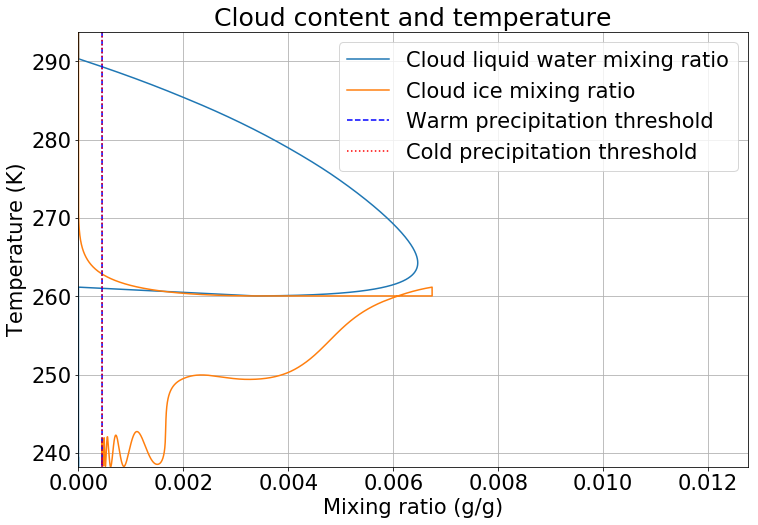 Cloud content and temperature
Cloud liquid water mixing ratio
Cloud ice mixing ratio
Warm precipitation threshold
Cold precipitation threshold
Temperature (K)
290
280
270
260
250
240
0.000 0.002 0.004 0.006 0.008 0.010 0.012
Mixing ratio (g/g)